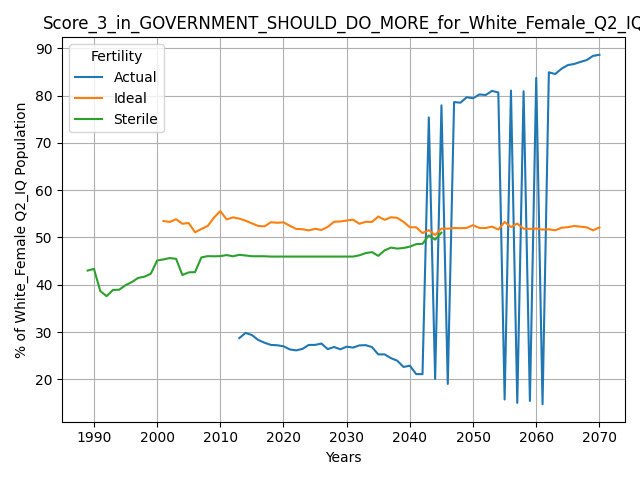 Score_3_in_GOVERNMENT_SHOULD_DO_MORE_for_White_Female_Q2_IQ
Fertility
Actual
Ideal
Sterile
% of White_Female Q2_IQ Population
90
80
70
60
50
40
30
20
1990 2000 2010 2020 2030 2040 2050 2060 2070
Years